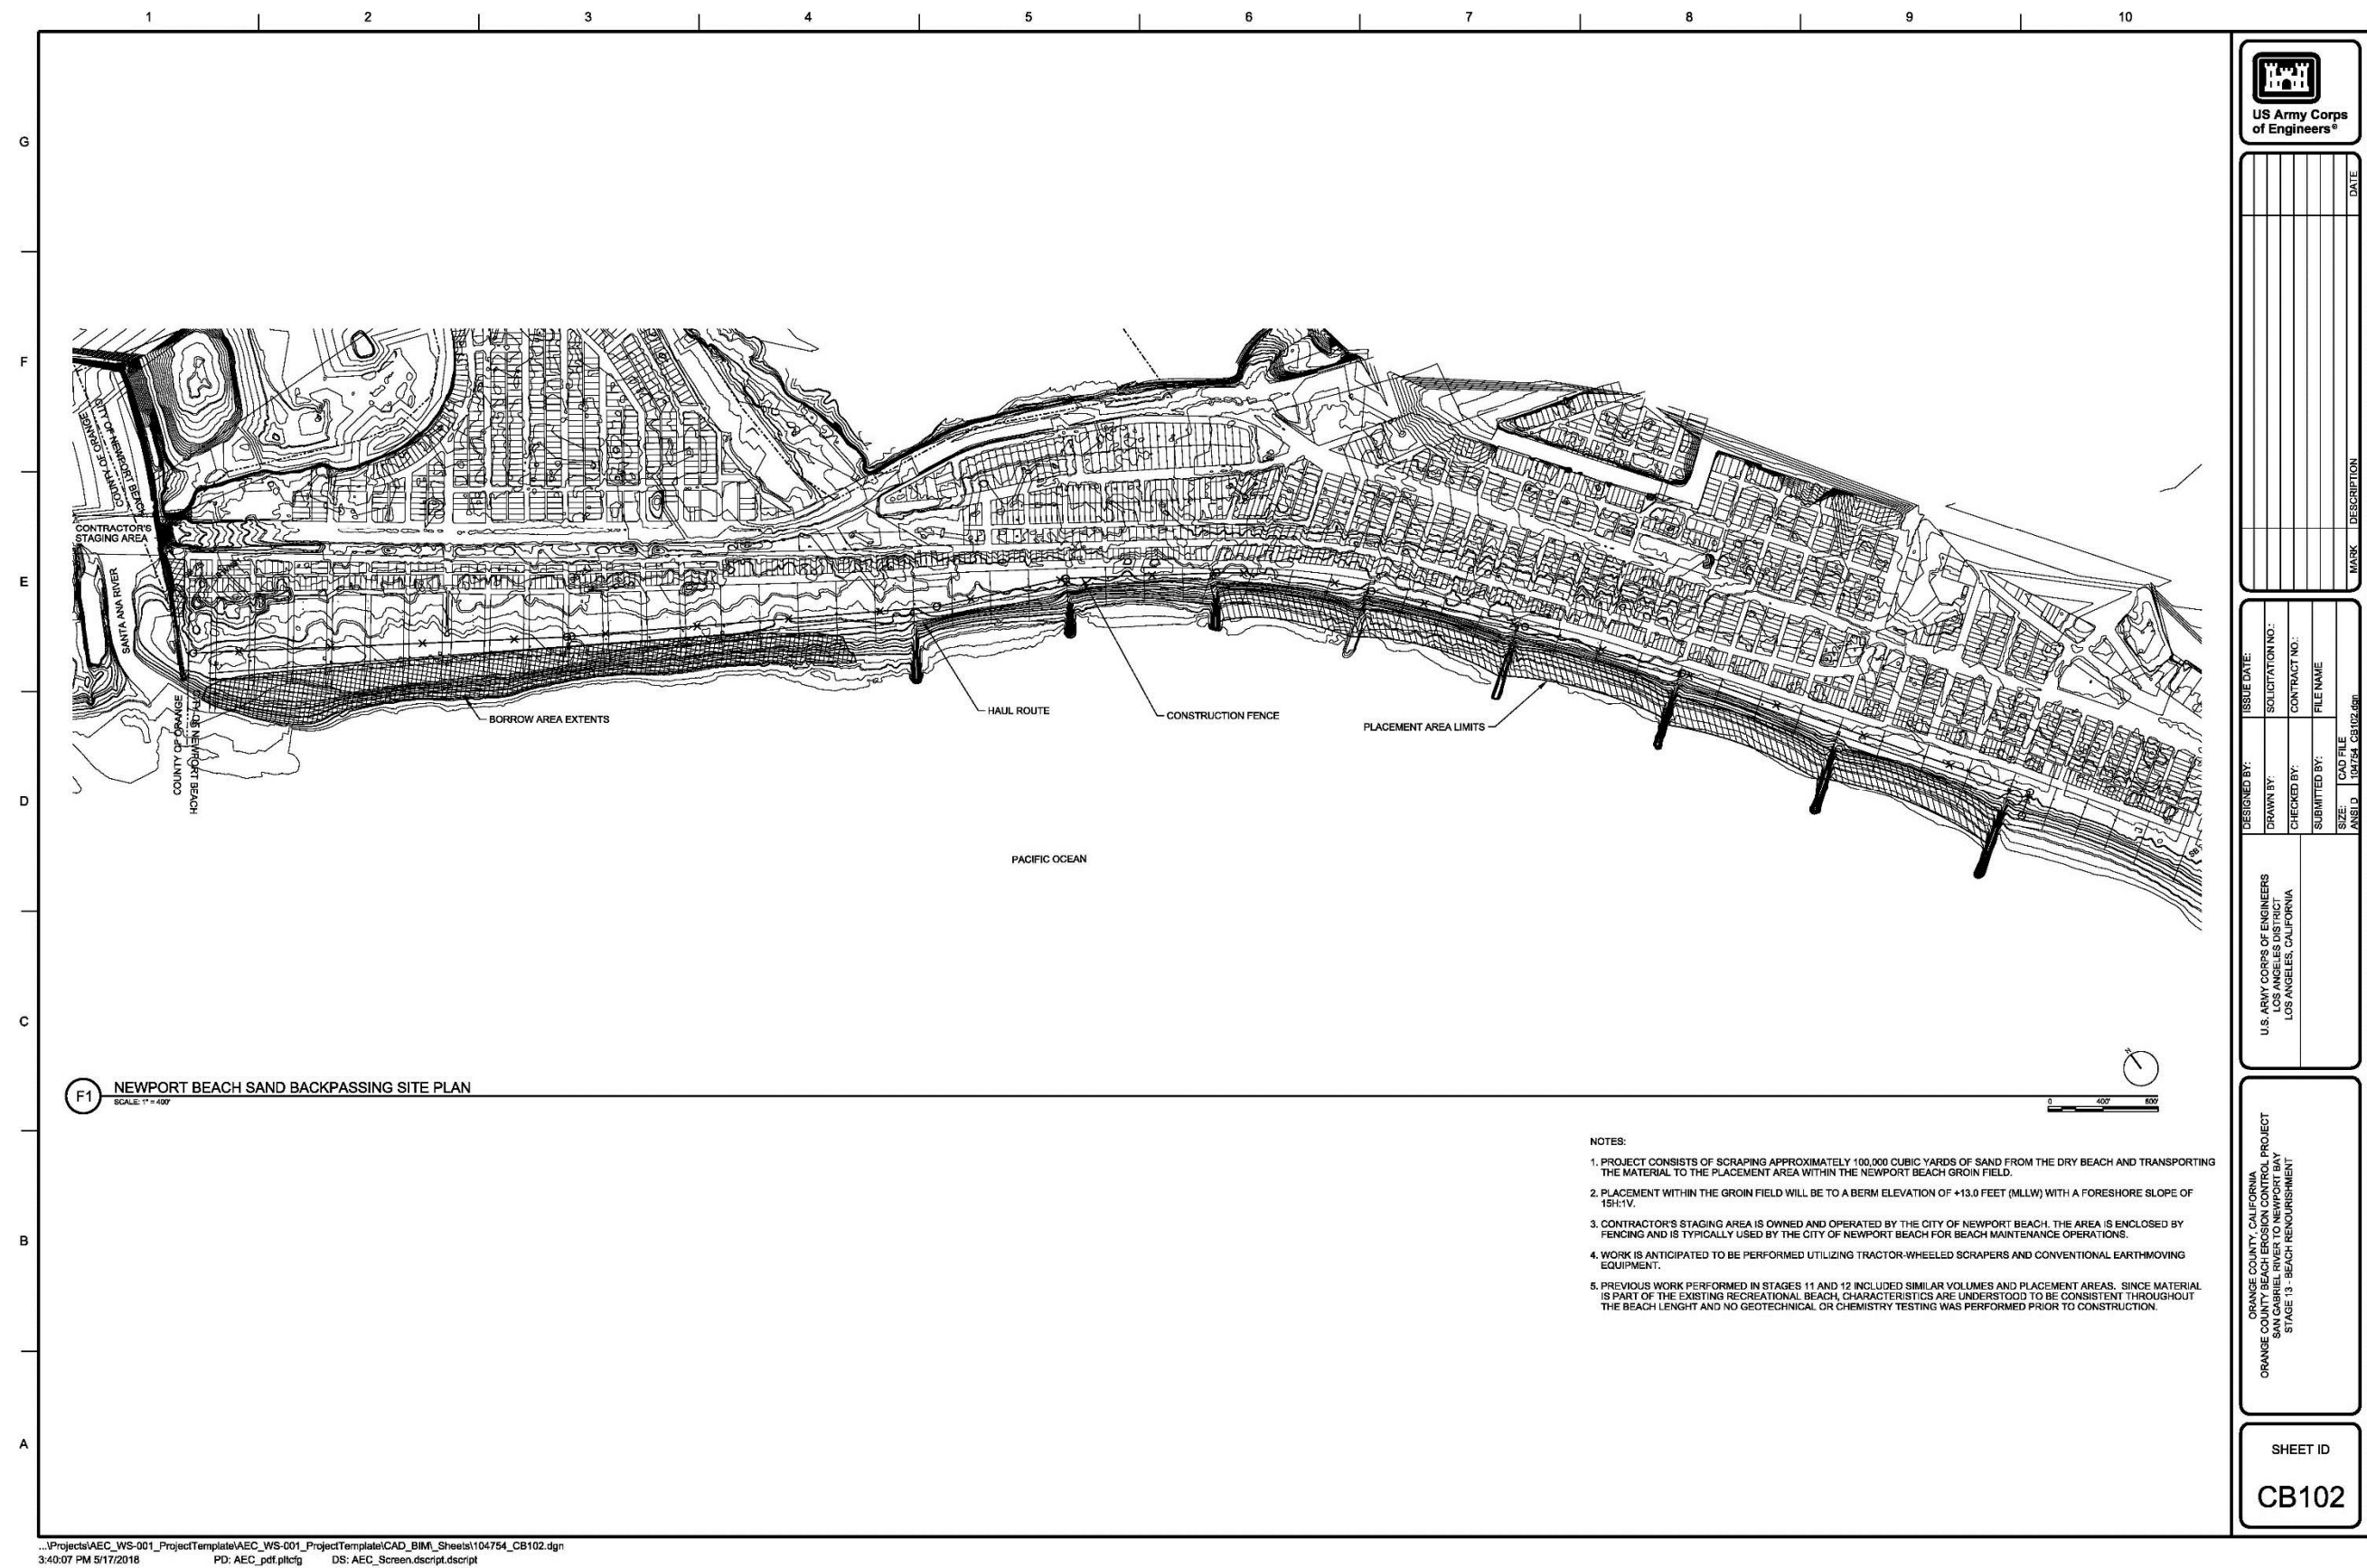 1 2 3 4 5 6 7 8 9 10
G
F
E
D
C
B
A
US Army Corps
of Engineers®
DATE
DESCRIPTION
MARK
CITY OF NEWPORT BEACH
COUNTY OF ORANGE
CONTRACTOR'S
STAGING AREA
SANTA ANA RIVER
COUNTY OF ORANGE
CITY OF NEWPORT BEACH
BORROW AREA EXTENTS
HAUL ROUTE
CONSTRUCTION FENCE
PLACEMENT AREA LIMITS
PACIFIC OCEAN
N
F1
NEWPORT BEACH SAND BACKPASSING SITE PLAN
SCALE: 1" = 400'
0 400' 800'
NOTES:
1. PROJECT CONSISTS OF SCRAPING APPROXIMATELY 100,000 CUBIC YARDS OF SAND FROM THE DRY BEACH AND TRANSPORTING
THE MATERIAL TO THE PLACEMENT AREA WITHIN THE NEWPORT BEACH GROIN FIELD.
2. PLACEMENT WITHIN THE GROIN FIELD WILL BE TO A BERM ELEVATION OF +13.0 FEET (MLLW) WITH A FORESHORE SLOPE OF
15H:1V.
3. CONTRACTOR'S STAGING AREA IS OWNED AND OPERATED BY THE CITY OF NEWPORT BEACH. THE AREA IS ENCLOSED BY
FENCING AND IS TYPICALLY USED BY THE CITY OF NEWPORT BEACH FOR BEACH MAINTENANCE OPERATIONS.
4. WORK IS ANTICIPATED TO BE PERFORMED UTILIZING TRACTOR-WHEELED SCRAPERS AND CONVENTIONAL EARTHMOVING
EQUIPMENT.
5. PREVIOUS WORK PERFORMED IN STAGES 11 AND 12 INCLUDED SIMILAR VOLUMES AND PLACEMENT AREAS. SINCE MATERIAL
IS PART OF THE EXISTING RECREATIONAL BEACH, CHARACTERISTICS ARE UNDERSTOOD TO BE CONSISTENT THROUGHOUT
THE BEACH LENGHT AND NO GEOTECHNICAL OR CHEMISTRY TESTING WAS PERFORMED PRIOR TO CONSTRUCTION.
DESIGNED BY: ISSUE DATE:
DRAWN BY: SOLICITATION NO.:
CHECKED BY: CONTRACT NO.:
SUBMITTED BY: FILE NAME
SIZE: CAD FILE
ANSI D 104754_CB102.dgn
U.S. ARMY CORPS OF ENGINEERS
LOS ANGELES DISTRICT
LOS ANGELES, CALIFORNIA
ORANGE COUNTY, CALIFORNIA
ORANGE COUNTY BEACH EROSION CONTROL PROJECT
SAN GABRIEL RIVER TO NEWPORT BAY
STAGE 13 - BEACH RENOURISHMENT
SHEET ID
CB102
...\Projects\AEC_WS-001_ProjectTemplate\AEC_WS-001_ProjectTemplate\CAD_BIM\_Sheets\104754_CB102.dgn
3:40:07 PM 5/17/2018 PD: AEC_pdf.pltcfg DS: AEC_Screen.dscript.dscript